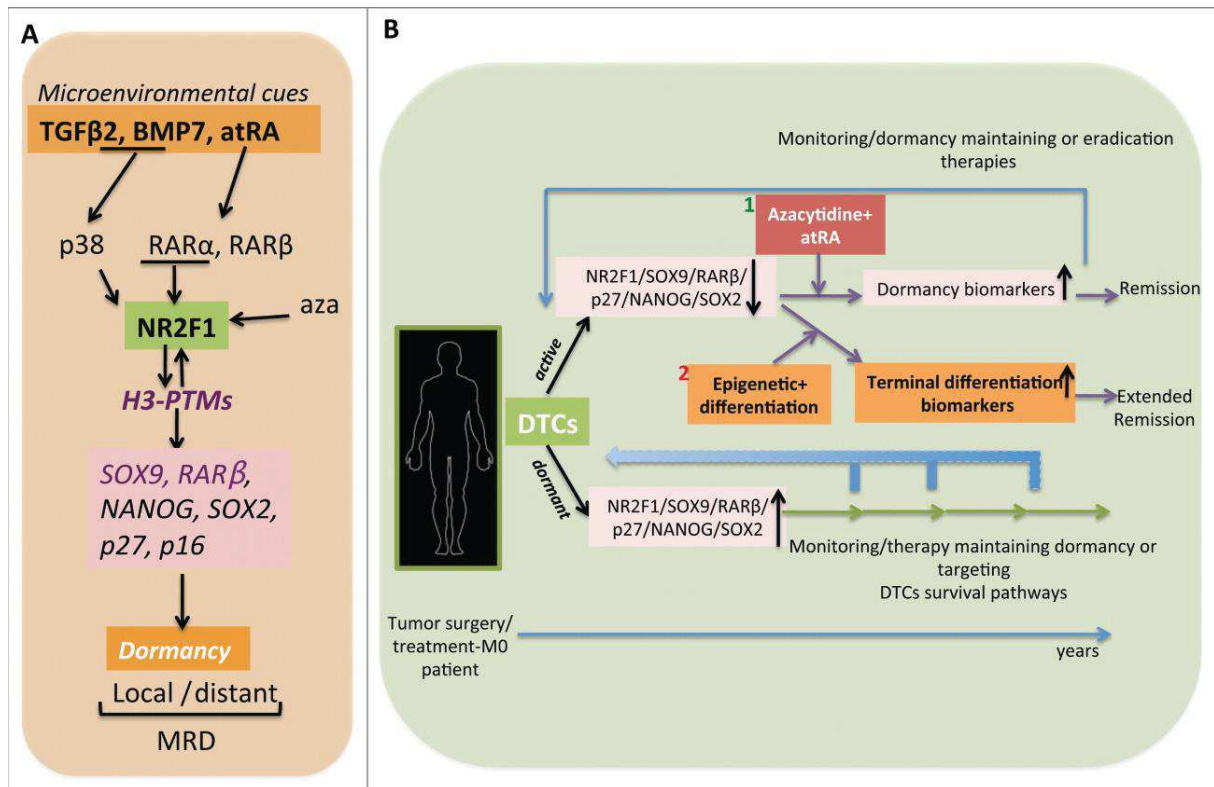 A
Microenvironmental cues
TGFβ2, BMP7, atRA
p38
RARα, RARβ
aza
NR2F1
H3-PTMs
SOX9, RARβ,
NANOG, SOX2,
p27, p16
Dormancy
Local /distant
MRD
B
Monitoring/dormancy maintaining or eradication
therapies
1
Azacytidine+
atRA
NR2F1/SOX9/RARβ/
p27/NANOG/SOX2
Dormancy biomarkers
Remission
active
2
Epigenetic+
differentiation
Terminal differentiation
biomarkers
Extended
Remission
DTCs
dormant
NR2F1/SOX9/RARβ/
p27/NANOG/SOX2
Monitoring/therapy maintaining dormancy or
targeting
DTCs survival pathways
Tumor surgery/
treatment-M0
patient
years